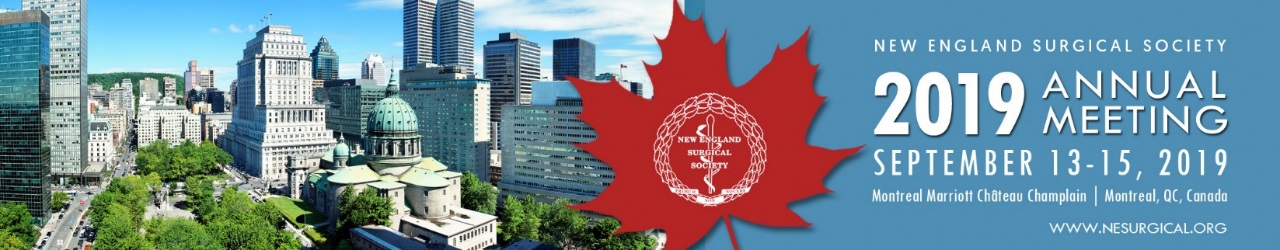 NEW ENGLAND
SURGICAL
SOCIETY
NEW ENGLAND SURGICAL SOCIETY
2019 ANNUAL
MEETING
SEPTEMBER 13-15, 2019
Montreal Marriott Château Champlain | Montreal, QC, Canada
WWW.NESURGICAL.ORG